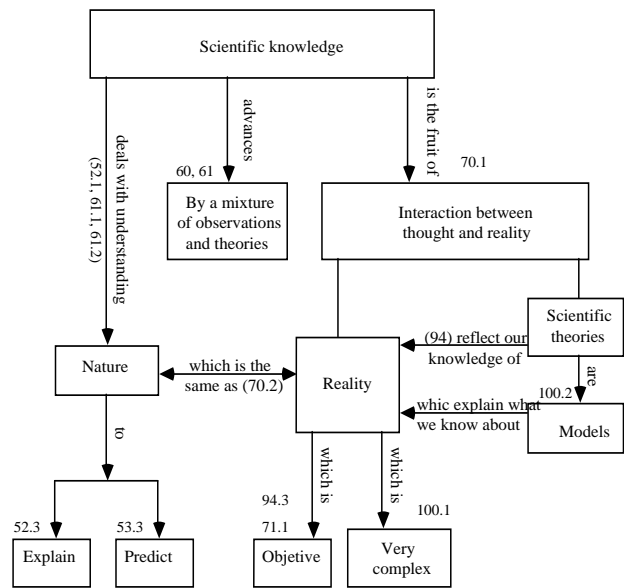 Scientific knowledge
deals with understanding
(52.1, 61.1, 61.2)
advances
is the fruit of
60, 61
70.1
By a mixture
of observations
and theories
Interaction between
thought and reality
Scientific
theories
(94) reflect our
knowledge of
Nature
which is the
same as (70.2)
Reality
are
100.2
whic explain what
we know about
Models
to
which is
which is
94.3
71.1
100.1
52.3
53.3
Explain
Predict
Objetive
Very
complex